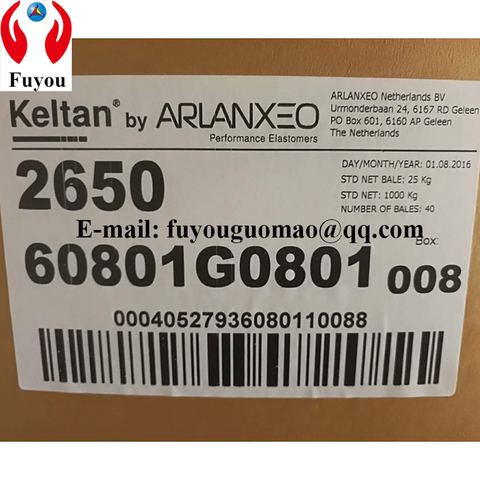 Fuyou
Keltan® by ARLANXEO
Performance Elastomers
ARLANXEO Netherlands BV
Urmonderbaan 24, 6167 RD Geleen
PO Box 601, 6160 AP Geleen
The Netherlands
2650
DAY/MONTH/YEAR: 01.08.2016
STD NET BALE: 25 Kg
STD NET: 1000 Kg
NUMBER OF BALES: 40
E-mail: fuyouguomao@qq.com
Box:
60801G0801 008
00040527936080110088